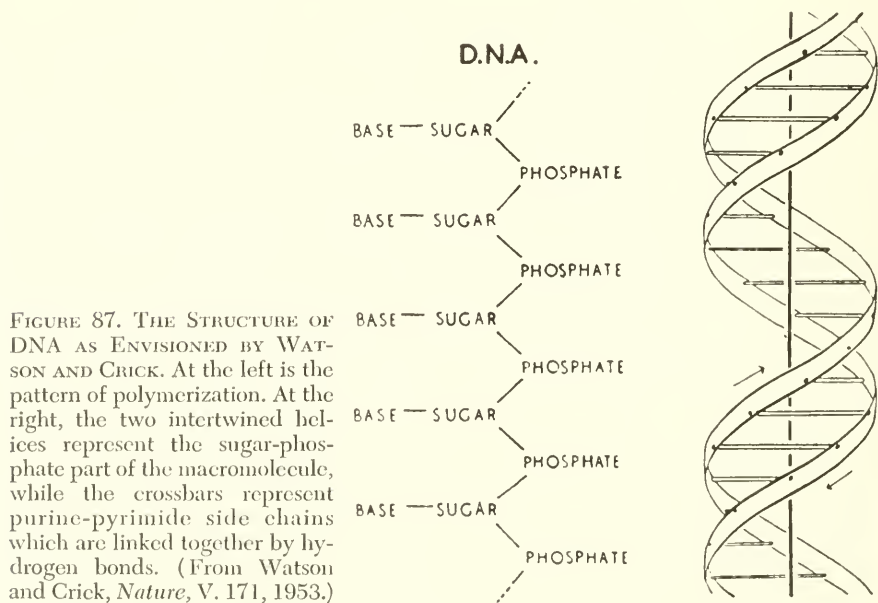 D.N.A.
BASE — SUGAR
PHOSPHATE
BASE — SUGAR
PHOSPHATE
BASE — SUGAR
PHOSPHATE
BASE — SUGAR
PHOSPHATE
BASE — SUGAR
PHOSPHATE
FIGURE 87. THE STRUCTURE OF
DNA AS ENVISIONED BY WAT-
SON AND CRICK. At the left is the
pattern of polymerization. At the
right, the two intertwined hel-
ices represent the sugar-phos-
phate part of the macromolecule,
while the crossbars represent
purine-pyrimide side chains
which are linked together by hy-
drogen bonds. (From Watson
and Crick, Nature, V. 171, 1953.)